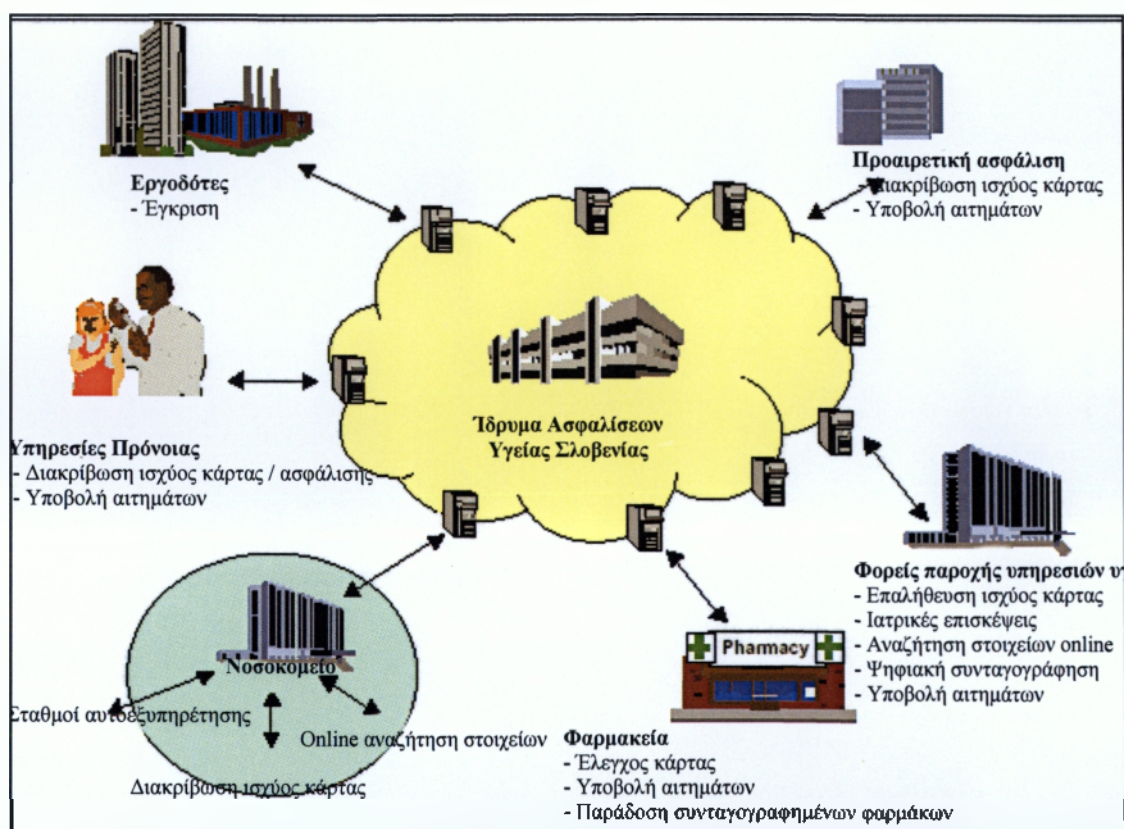 Εργοδότες
- Έγκριση
Προαιρετική ασφάλιση
- Διακρίβωση ισχύος κάρτας
- Υποβολή αιτημάτων
Ίδρυμα Ασφαλίσεων
Υγείας Σλοβενίας
Υπηρεσίες Πρόνοιας
- Διακρίβωση ισχύος κάρτας / ασφάλισης
- Υποβολή αιτημάτων
Φορείς παροχής υπηρεσιών υγ
- Επαλήθευση ισχύος κάρτας
- Ιατρικές επισκέψεις
- Αναζήτηση στοιχείων online
- Ψηφιακή συνταγογράφηση
- Υποβολή αιτημάτων
Νοσοκομείο
Σταθμοί αυτοεξυπηρέτησης
Online αναζήτηση στοιχείων
Διακρίβωση ισχύος κάρτας
Pharmacy
Φαρμακεία
- Έλεγχος κάρτας
- Υποβολή αιτημάτων
- Παράδοση συνταγογραφημένων φαρμάκων